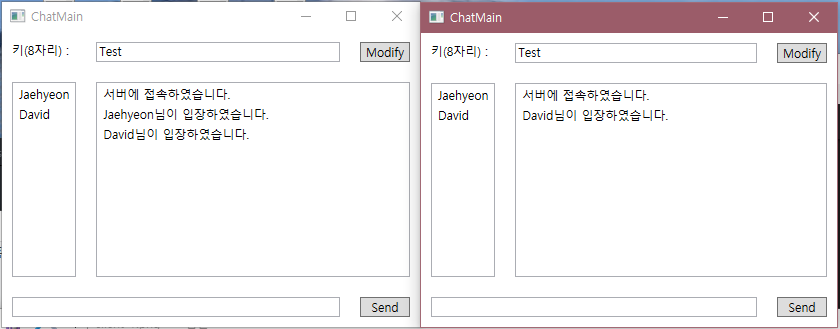 ChatMain
키(8자리) :
Test
Modify
Jaehyeon
David
서버에 접속하였습니다.
Jaehyeon님이 입장하였습니다.
David님이 입장하였습니다.
Send
ChatMain
키(8자리) :
Test
Modify
Jaehyeon
David
서버에 접속하였습니다.
David님이 입장하였습니다.
Send